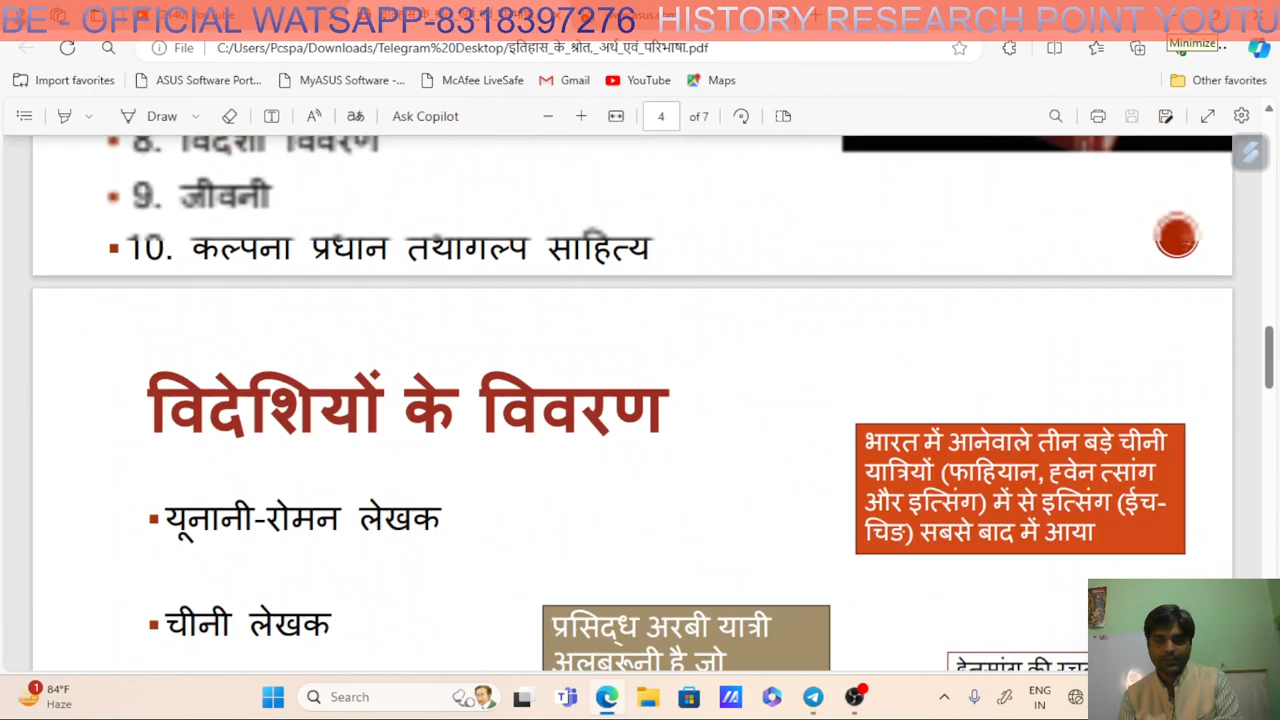 BE OFFICIAL WATSAPP-8318397276 HISTORY RESEARCH POINT YOUTU
File C:/Users/Pcspa/Downloads/Telegram%20Desktop/इतिहास_के_श्रोत,_अर्थ_एवं_परिभाषा.pdf
Minimize
Import favorites ASUS Software Port... MyASUS Software -... McAfee LiveSafe Gmail YouTube Maps Other favorites
Draw Ask Copilot 4 of 7
8. विदेशी विवरण
9. जीवनी
10. कल्पना प्रधान तथागल्प साहित्य
विदेशियों के विवरण
यूनानी-रोमन लेखक
चीनी लेखक
भारत में आनेवाले तीन बड़े चीनी
यात्रियों (फाहियान, ह्वेन त्सांग
और इत्सिंग) में से इत्सिंग (ईच-
चिङ) सबसे बाद में आया
प्रसिद्ध अरबी यात्री
अलबरूनी है जो
84°F
Haze
Search
ENG
IN